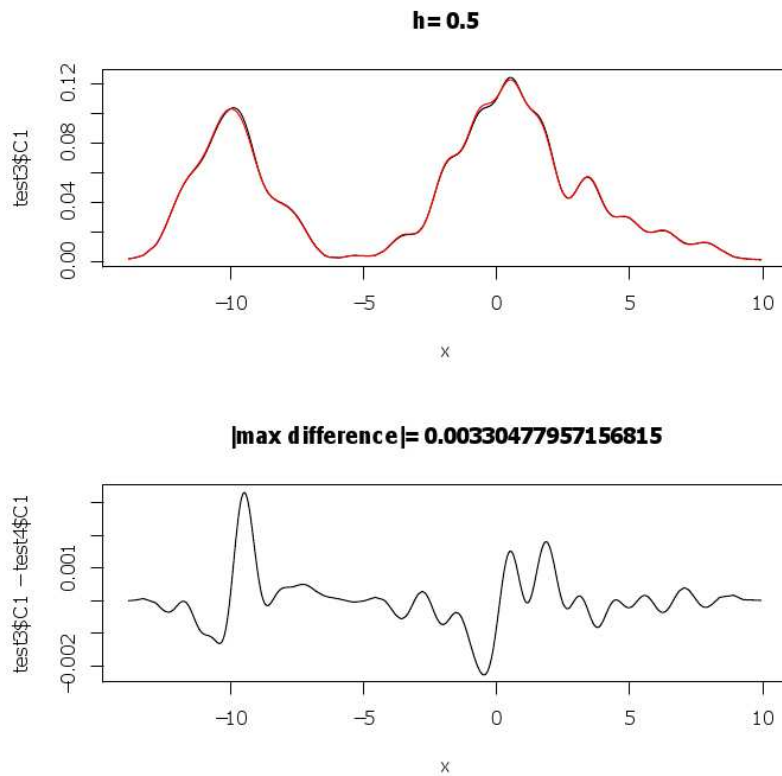 h= 0.5
test3$C1
0.12
0.08
0.04
0.00
−10 −5 0 5 10
x
|max difference|= 0.00330477957156815
test3$C1 −test4$C1
0.001
−0.002
−10 −5 0 5 10
x